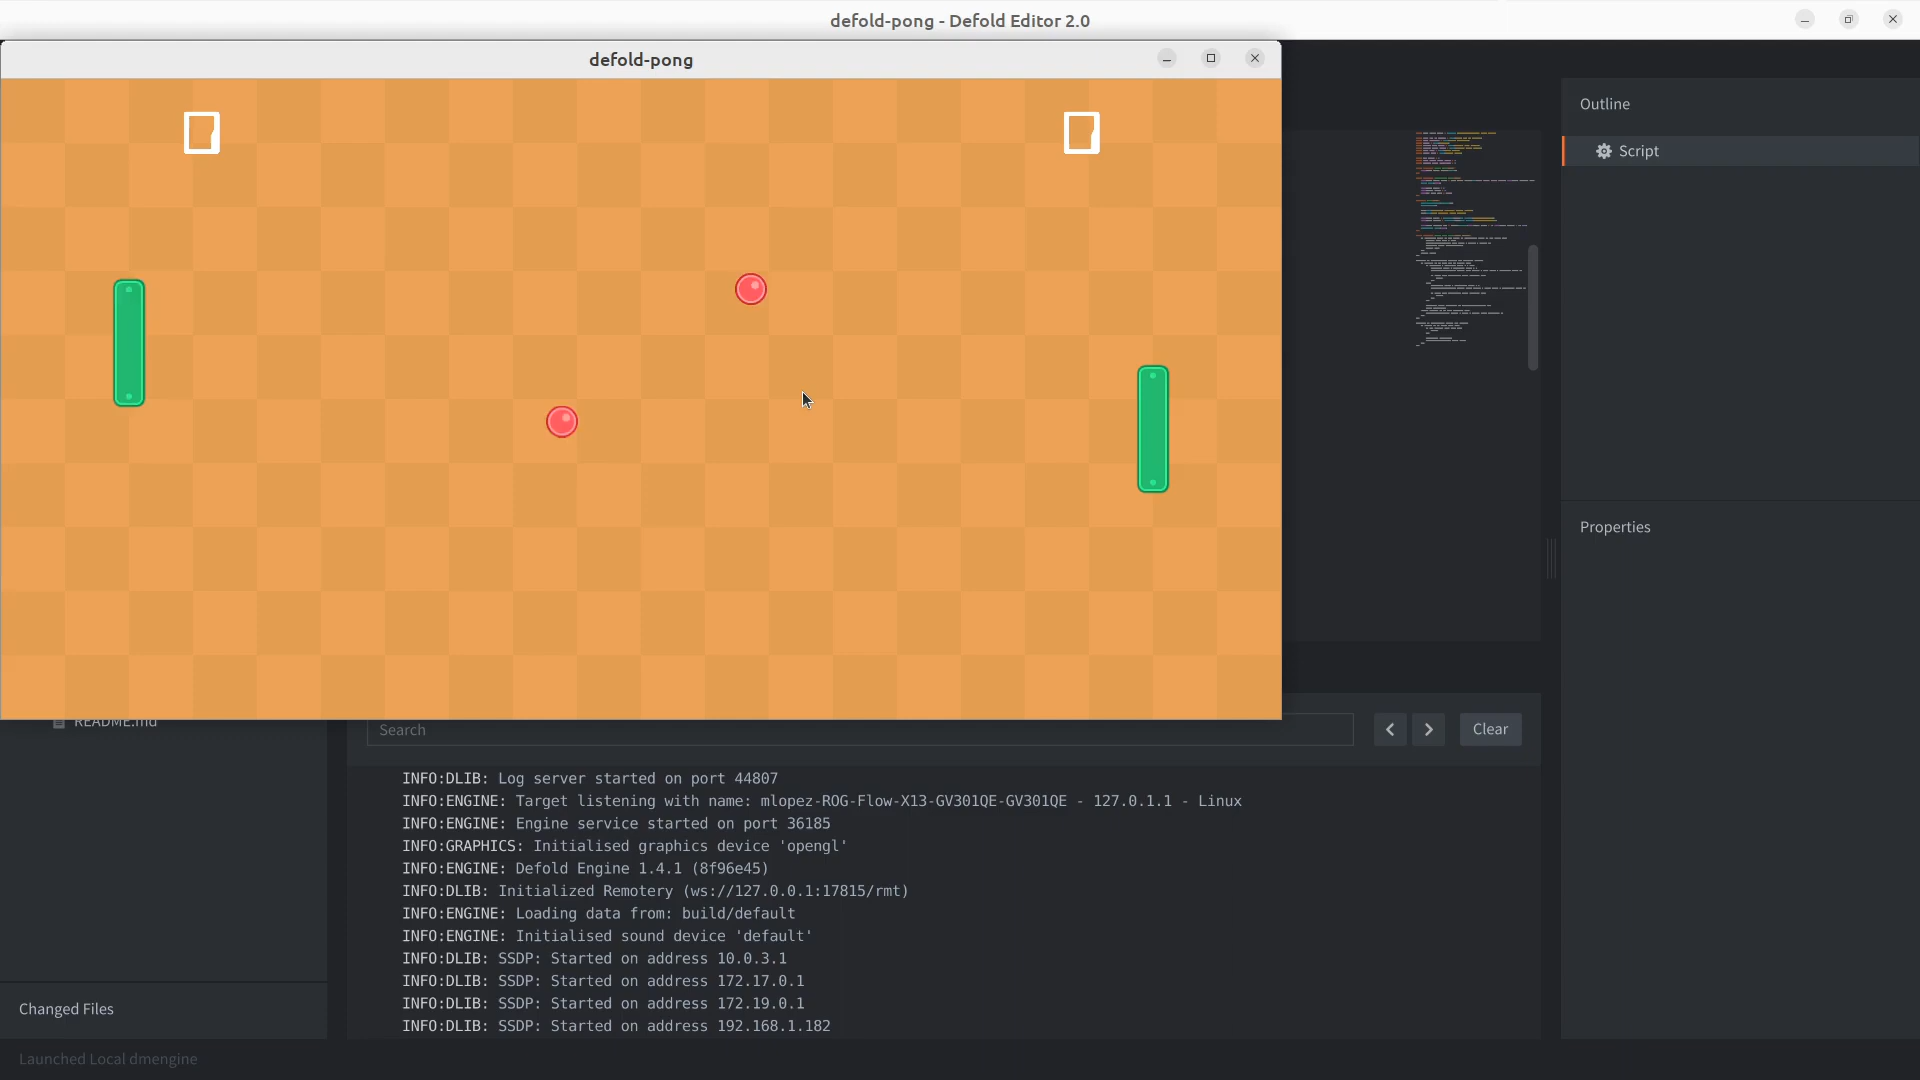 defold-pong - Defold Editor 2.0
defold-pong
0
0
Outline
Script
Properties
README.md
Search
Clear
INFO:DLIB: Log server started on port 44807
INFO:ENGINE: Target listening with name: mlopez-ROG-Flow-X13-GV301QE-GV301QE - 127.0.1.1 - Linux
INFO:ENGINE: Engine service started on port 36185
INFO:GRAPHICS: Initialised graphics device 'opengl'
INFO:ENGINE: Defold Engine 1.4.1 (8f96e45)
INFO:DLIB: Initialized Remotery (ws://127.0.0.1:17815/rmt)
INFO:ENGINE: Loading data from: build/default
INFO:ENGINE: Initialised sound device 'default'
INFO:DLIB: SSDP: Started on address 10.0.3.1
INFO:DLIB: SSDP: Started on address 172.17.0.1
INFO:DLIB: SSDP: Started on address 172.19.0.1
INFO:DLIB: SSDP: Started on address 192.168.1.182
Changed Files
Launched Local dmengine